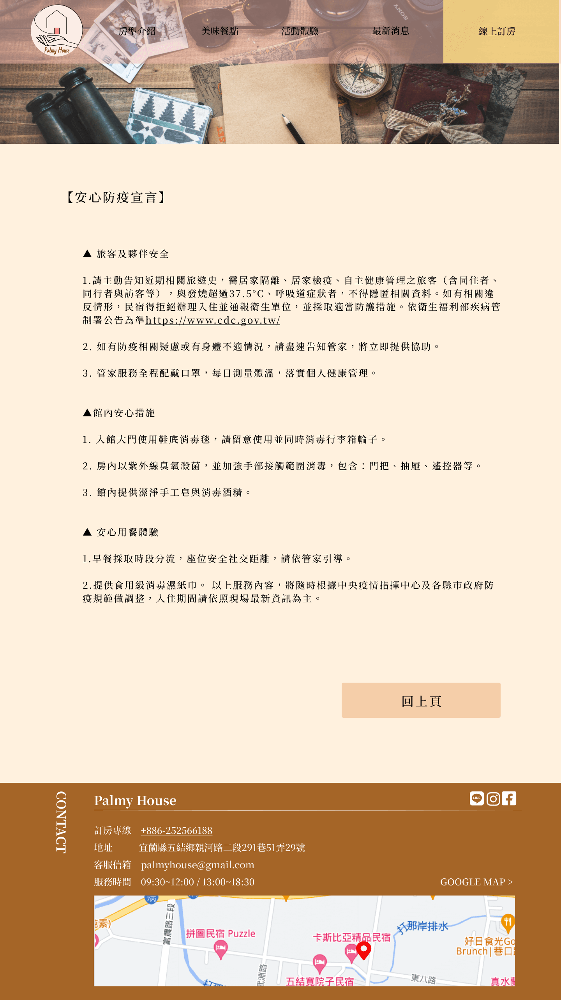 Palmy House
房型介紹
美味餐點
活動體驗
最新消息
線上訂房
SONY
SET
【安心防疫宣言】
▲ 旅客及夥伴安全
1.請主動告知近期相關旅遊史，需居家隔離、居家檢疫、自主健康管理之旅客（含同住者、
同行者與訪客等），與發燒超過37.5°C、呼吸道症狀者，不得隱匿相關資料。如有相關違
反情形，民宿得拒絕辦理入住並通報衛生單位，並採取適當防護措施。依衛生福利部疾病管
制署公告為準https://www.cdc.gov.tw/
2. 如有防疫相關疑慮或有身體不適情況，請盡速告知管家，將立即提供協助。
3. 管家服務全程配戴口罩，每日測量體溫，落實個人健康管理。
▲館內安心措施
1. 入館大門使用鞋底消毒毯，請留意使用並同時消毒行李箱輪子。
2. 房內以紫外線臭氧殺菌，並加強手部接觸範圍消毒，包含：門把、抽屜、遙控器等。
3. 館內提供潔淨手工皂與消毒酒精。
▲ 安心用餐體驗
1.早餐採取時段分流，座位安全社交距離，請依管家引導。
2.提供食用級消毒濕紙巾。 以上服務內容，將隨時根據中央疫情指揮中心及各縣市政府防
疫規範做調整，入住期間請依照現場最新資訊為主。
回上頁
CONTACT
Palmy House
LINE
訂房專線 +886-252566188
地址 宜蘭縣五結鄉親河路二段291巷51弄29號
客服信箱 palmyhouse@gmail.com
服務時間 09:30~12:00 / 13:00~18:30
GOOGLE MAP >
7丙
富農路三段
素)
拼圖民宿 Puzzle
卡斯比亞精品民宿
打那岸排水
好日食光Go
Brunch|巷口
五結寬院子民宿
武淵路
東八路
真水蘭
打那